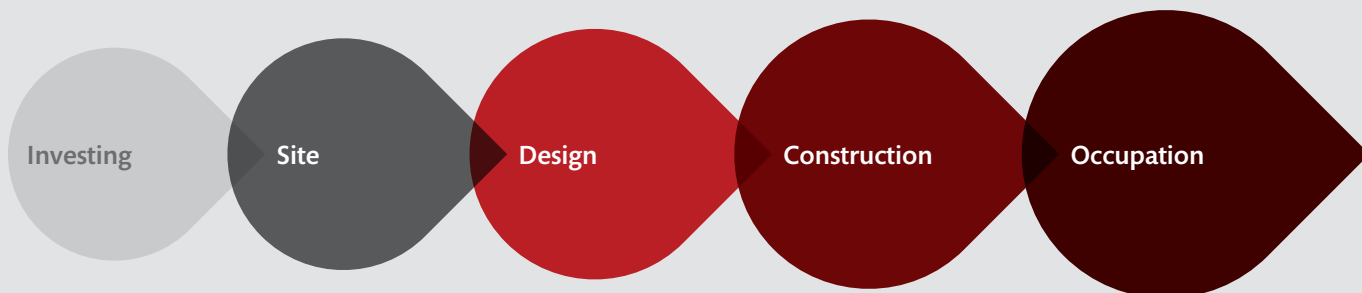 Investing
Site
Design
Construction
Occupation